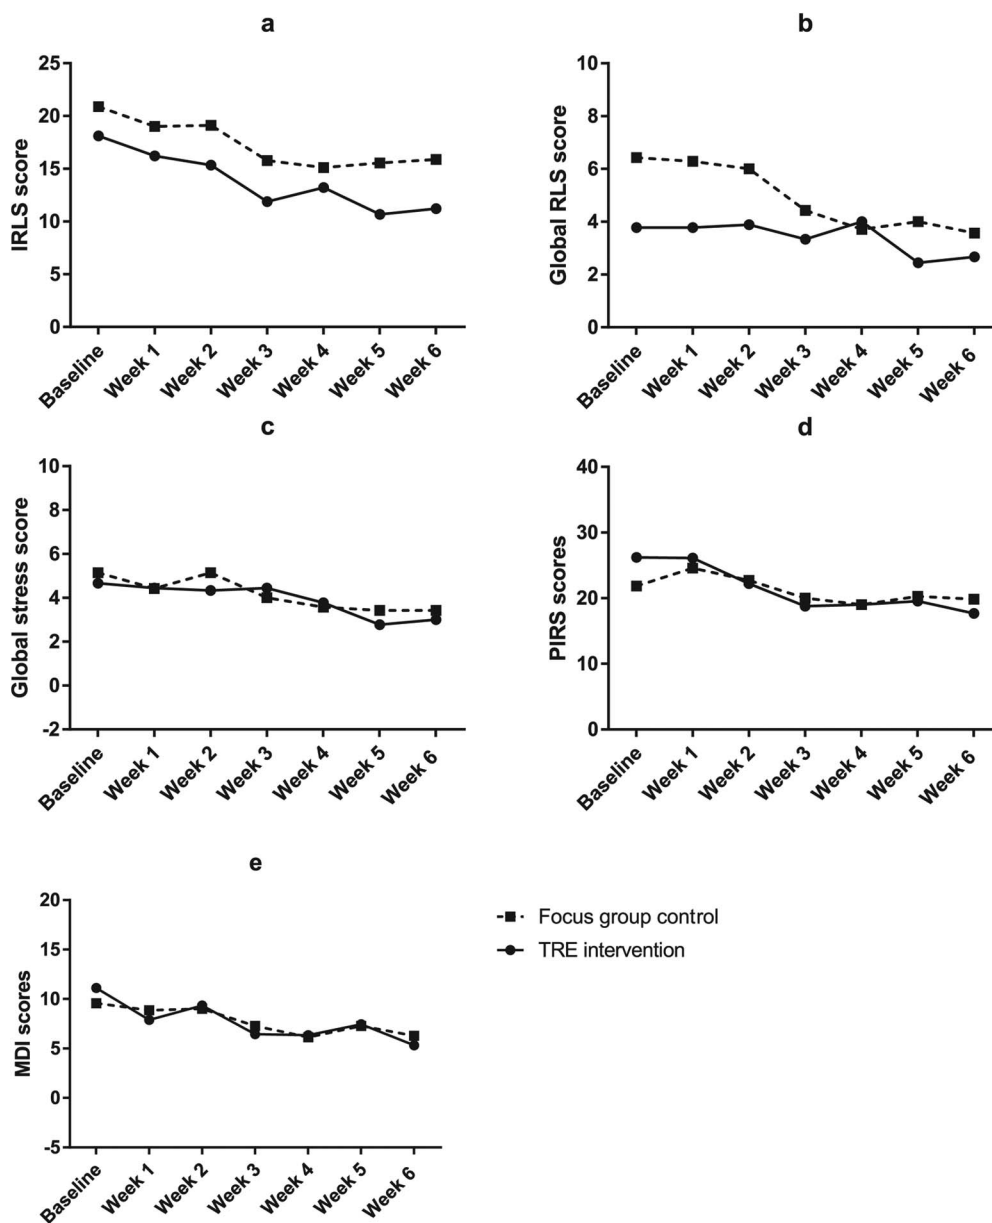 a
IRLS score
25
20
15
10
5
0
Baseline
Week 1
Week 2
Week 3
Week 4
Week 5
Week 6
b
Global RLS score
10
8
6
4
2
0
Baseline
Week 1
Week 2
Week 3
Week 4
Week 5
Week 6
c
Global stress score
10
8
6
4
2
0
-2
Baseline
Week 1
Week 2
Week 3
Week 4
Week 5
Week 6
d
PIRS scores
40
30
20
10
0
Baseline
Week 1
Week 2
Week 3
Week 4
Week 5
Week 6
e
MDI scores
20
15
10
5
0
-5
Baseline
Week 1
Week 2
Week 3
Week 4
Week 5
Week 6
Focus group control
TRE intervention